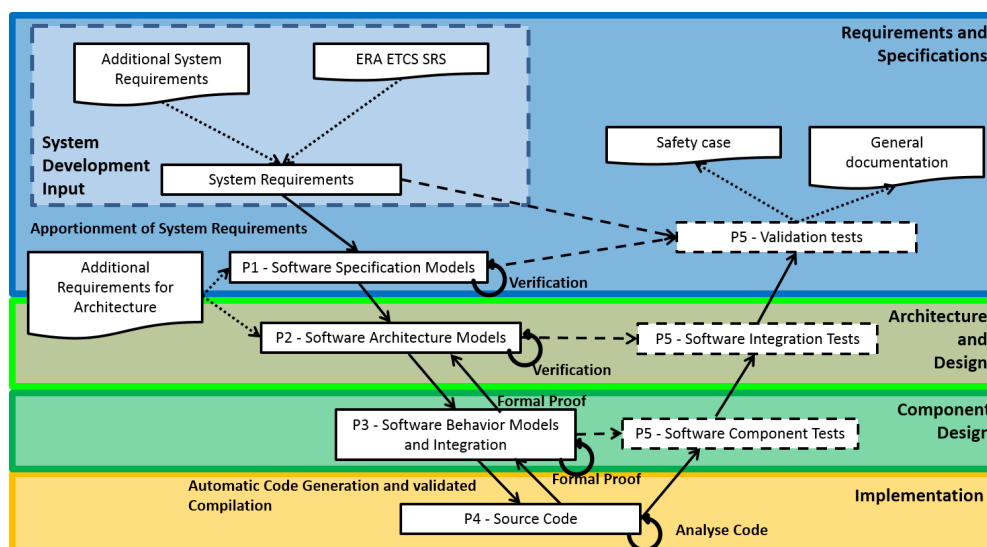 Requirements and
Specifications
Additional System
Requirements
ERA ETCS SRS
System
Development
Input
System Requirements
Safety case
General
documentation
Apportionment of System Requirements
P5 - Validation tests
Additional
Requirements for
Architecture
P1 - Software Specification Models
Verification
Architecture
and
Design
P2 - Software Architecture Models
P5 - Software Integration Tests
Verification
Formal Proof
Component
Design
P3 - Software Behavior Models
and Integration
P5 - Software Component Tests
Formal Proof
Automatic Code Generation and validated
Compilation
Implementation
P4 - Source Code
Analyse Code